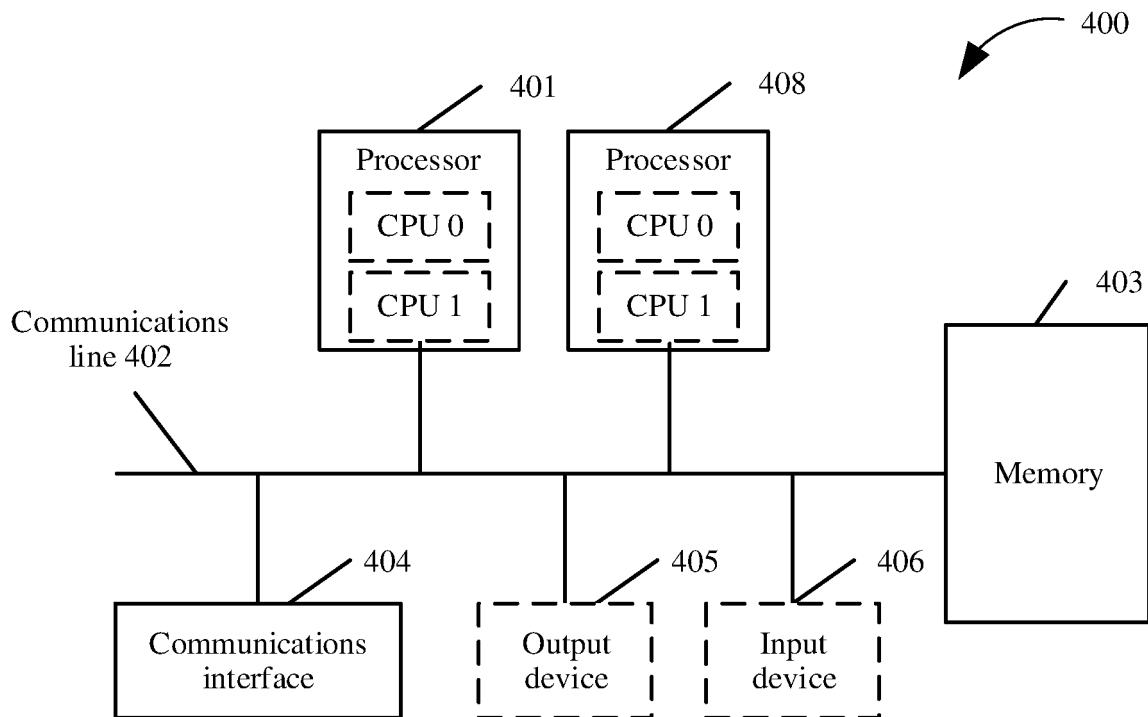 400
401
408
Processor
Processor
CPU 0
CPU 0
CPU 1
CPU 1
403
Communications
line 402
Memory
404
405
406
Communications
interface
Output
device
Input
device